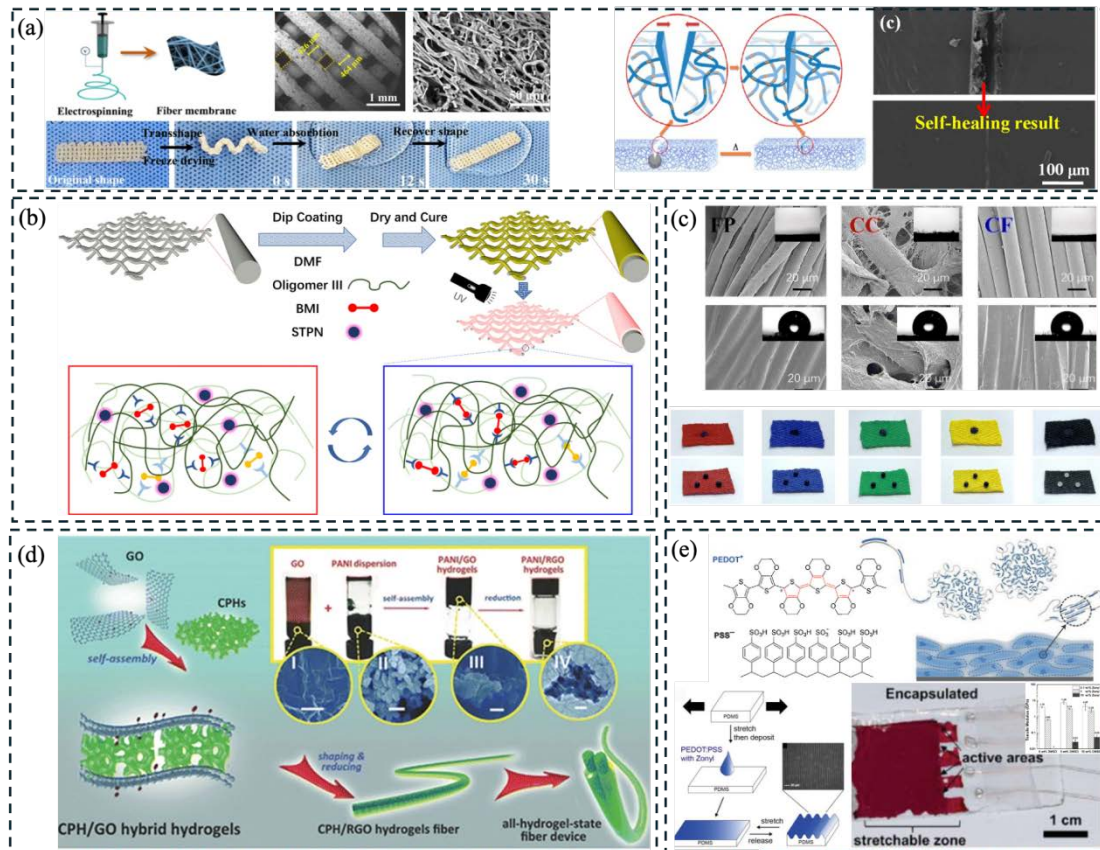 (a)
Electrospinning
Fiber membrane
464 μm
1 mm
50 μm
Transshape
Freeze drying
Water absorption
Recover shape
Original shape
0 s
12 s
30 s
Δ
(c)
Self-healing result
100 μm
(b)
Dip Coating
Dry and Cure
DMF
Oligomer III
BMI
STPN
UV
(c)
FP
CC
CF
20 μm
20 μm
20 μm
20 μm
20 μm
20 μm
(d)
GO
CPHs
self-assembly
GO
PANI dispersion
PANI/GO
hydrogels
PANI/RGO
hydrogels
+
self-assembly
reduction
I
II
III
IV
shaping &
reducing
CPH/GO hybrid hydrogels
CPH/RGO hydrogels fiber
all-hydrogel-state
fiber device
(e)
PEDOT⁺
PSS⁻
SO₃H SO₃H SO₃H SO₃⁻ SO₃H SO₃H
PDMS
stretch
then deposit
PEDOT:PSS
with Zonyl
PDMS
PDMS
stretch
release
PDMS
Encapsulated
active areas
stretchable zone
1 cm